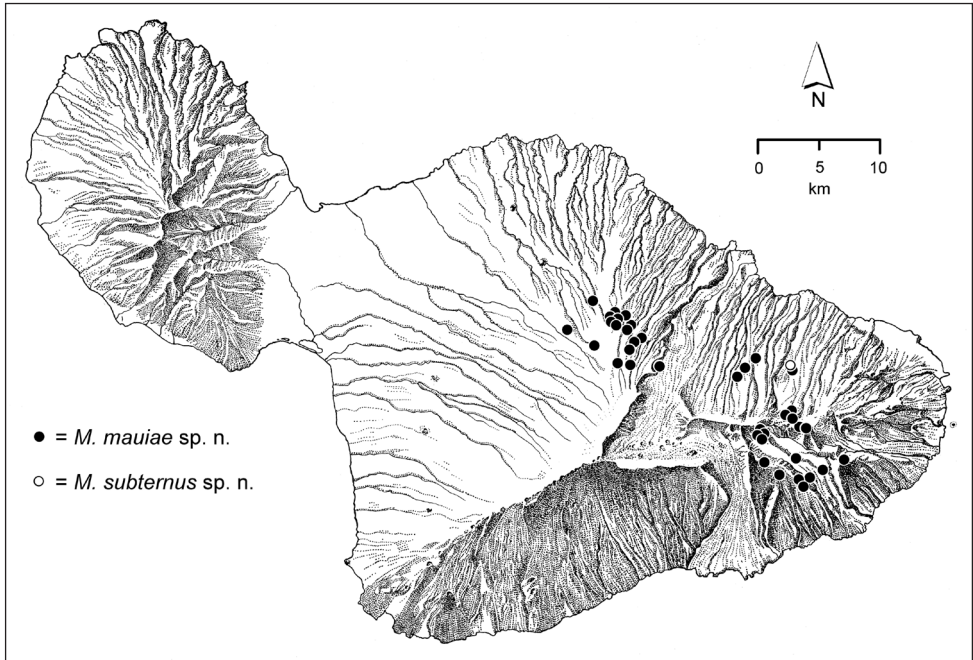 N
0 5 10
km
● = M. mauiae sp. n.
○ = M. subternus sp. n.